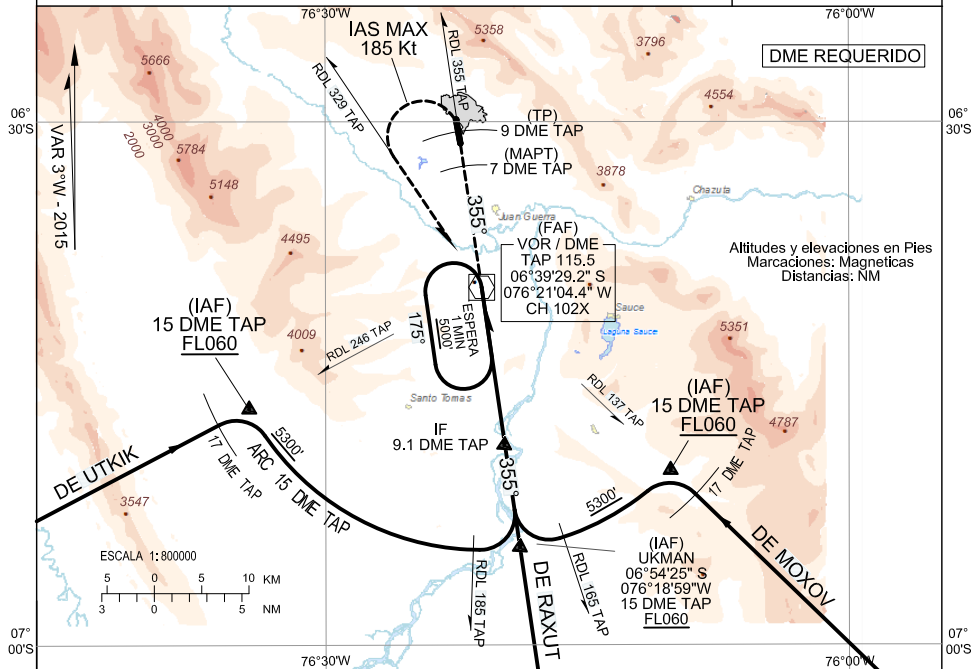 76°30'W
76°00'W
IAS MAX
185 Kt
5358
3796
DME REQUERIDO
5666
RDL 355 TAP
RDL 329 TAP
4554
06°
30'S
06°
30'S
(TP)
9 DME TAP
4000
3000
2000
5784
(MAPT)
7 DME TAP
VAR 3°W - 2015
5148
3878
Chazuta
355°
Juan Guerra
4495
(FAF)
VOR / DME
TAP 115.5
06°39'29.2" S
076°21'04.4" W
CH 102X
Altitudes y elevaciones en Pies
Marcaciones: Magneticas
Distancias: NM
(IAF)
15 DME TAP
FL060
4009
RDL 246 TAP
175°
ESPERA
1 MIN
5000'
Sauce
Laguna Sauce
5351
Santo Tomas
RDL 137 TAP
(IAF)
15 DME TAP
FL060
4787
IF
9.1 DME TAP
355°
5300'
17 DME TAP
ARC 15 DME TAP
DE UTKIK
17 DME TAP
5300'
3547
DE MOXOV
ESCALA 1:800000
5 0 5 10 KM
3 0 5 NM
RDL 185 TAP
DE RAXUT
RDL 165 TAP
(IAF)
UKMAN
06°54'25" S
076°18'59"W
15 DME TAP
FL060
07°
00'S
07°
00'S
76°30'W
76°00'W